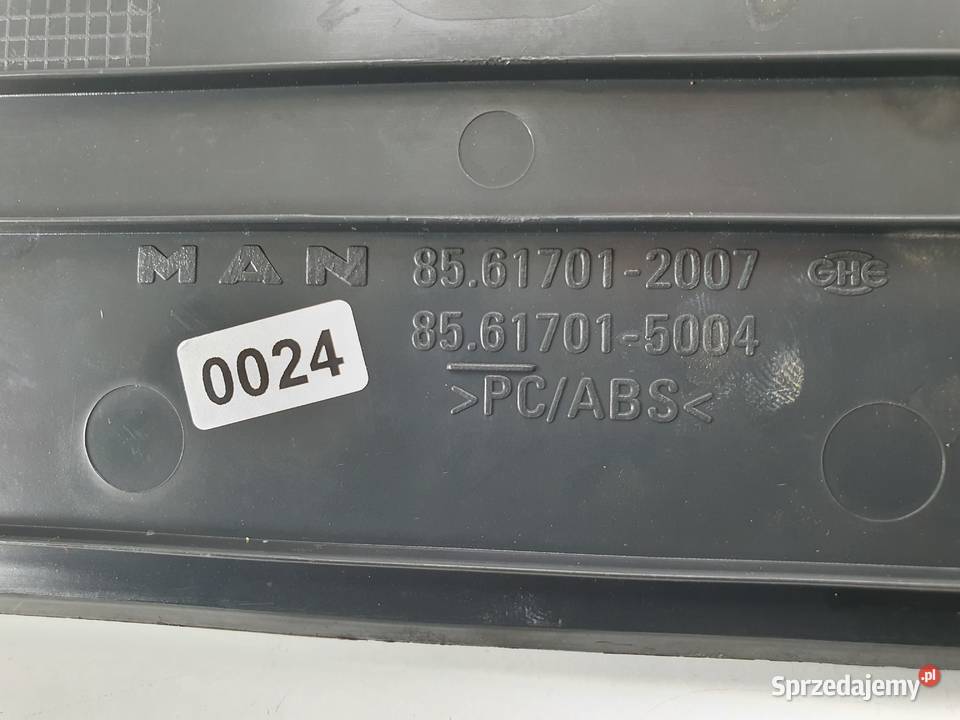 MAN 85.61701-2007 GHE
85.61701-5004
0024
>PC/ABS<
Sprzedajemy.pl